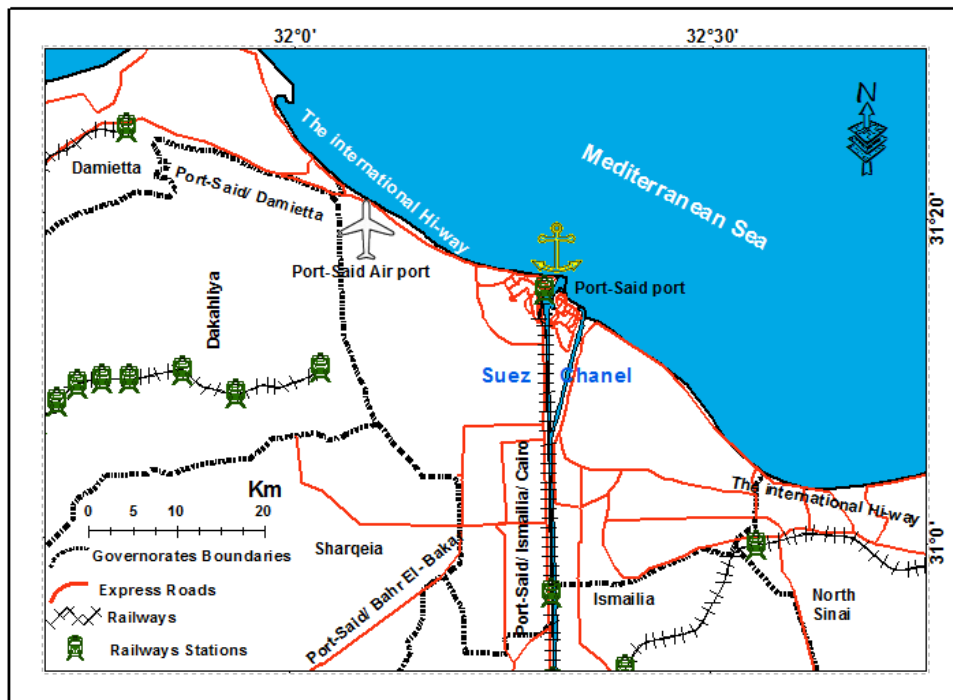 32°0' 32°30'
N
The international Hi-way
Mediterranean Sea
Damietta
Port-Said/ Damietta
31°20'
Port-Said Air port
Port-Said port
Dakahliya
Suez Chanel
Port-Said/ Ismailia/ Cairo
The international Hi-way
Km
0 5 10 20
Sharqeia
31°0'
Governorates Boundaries
Express Roads
Railways
Railways Stations
Port-Said/ Bahr El-Baka
Ismailia
North
Sinai